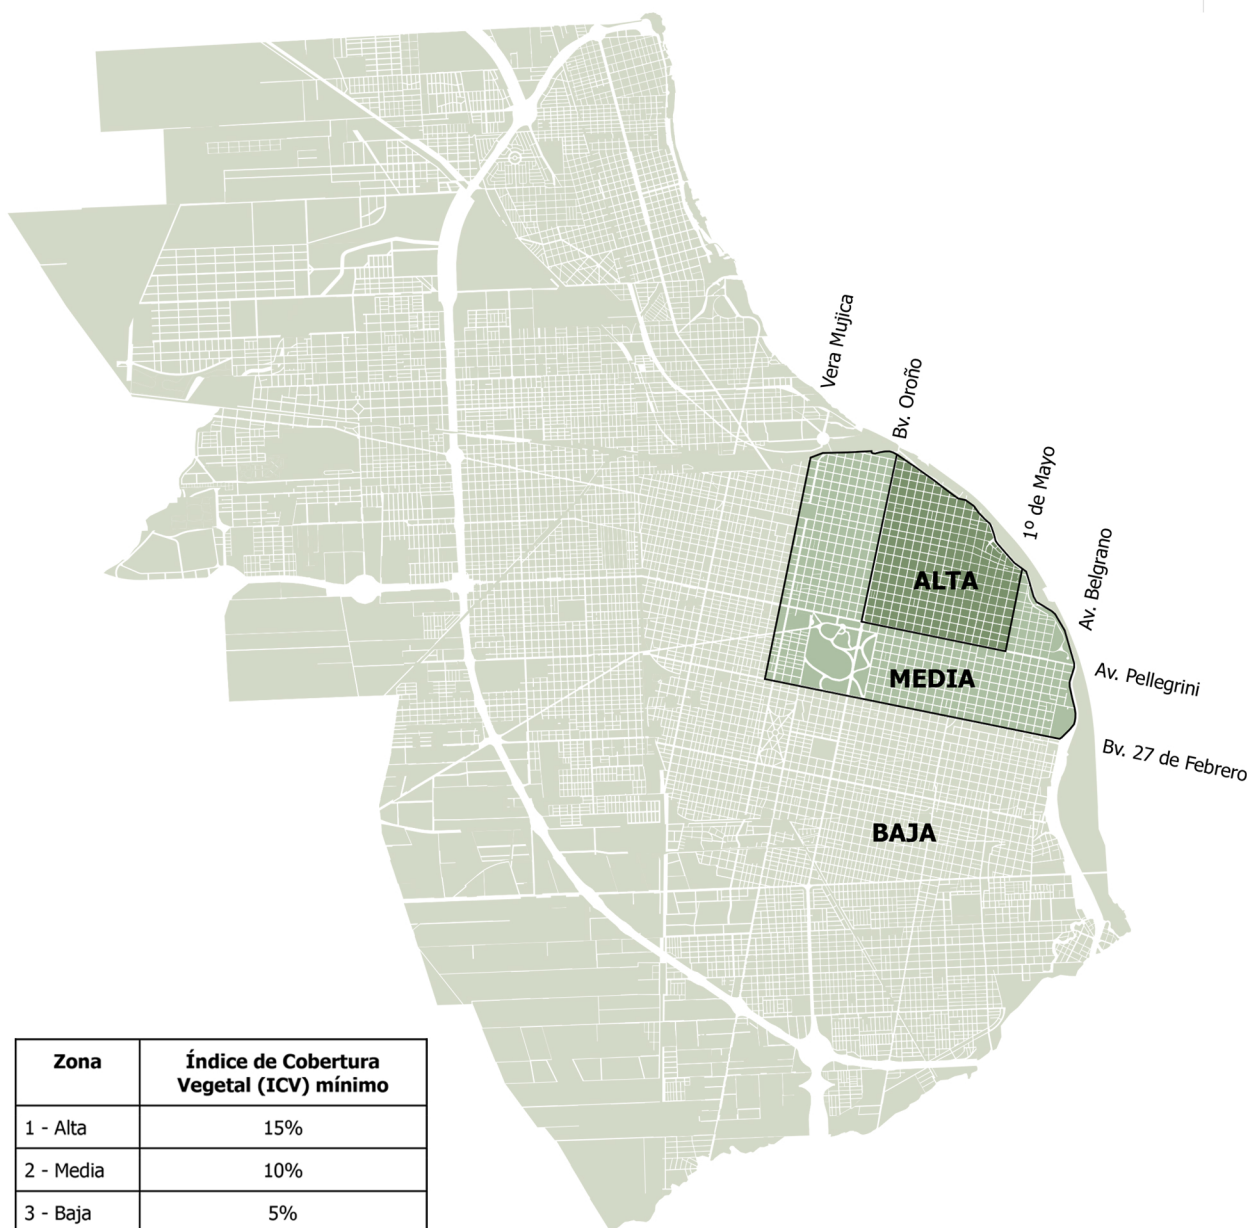 Vera Mujica
Bv. Oroño
1º de Mayo
Av. Belgrano
ALTA
Av. Pellegrini
MEDIA
Bv. 27 de Febrero
BAJA
Zona
Índice de Cobertura
Vegetal (ICV) mínimo
1 - Alta
15%
2 - Media
10%
3 - Baja
5%